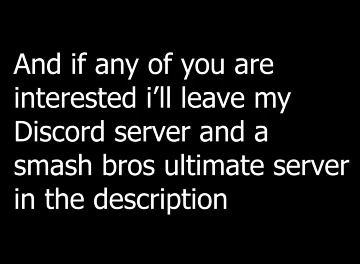 And if any of you are
interested i'll leave my
Discord server and a
smash bros ultimate server
in the description